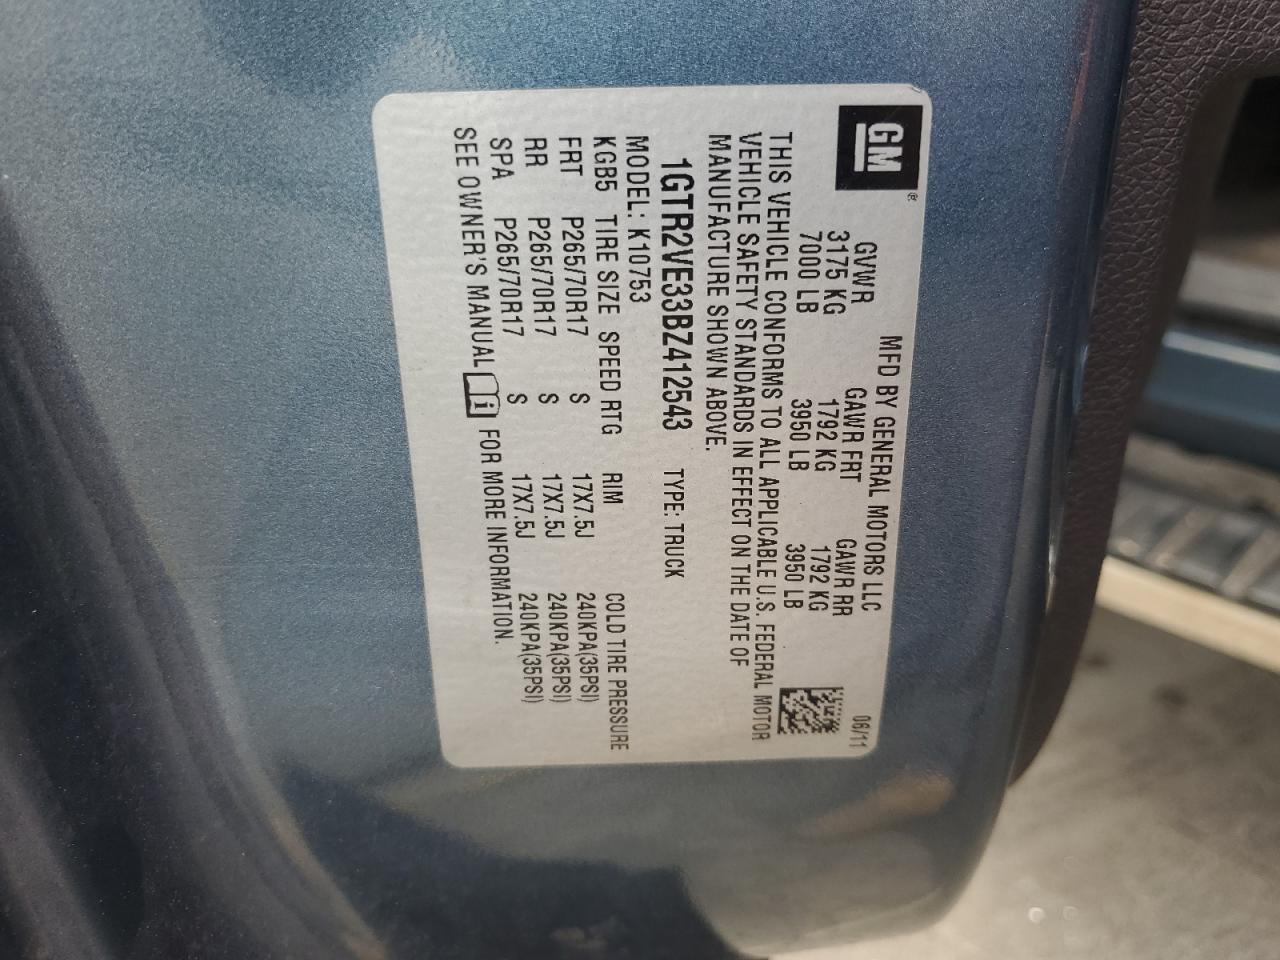 GM®
MFD BY GENERAL MOTORS LLC 06/11
GVWR GAWR FRT GAWR RR
3175 KG 1792 KG 1792 KG
7000 LB 3950 LB 3950 LB
THIS VEHICLE CONFORMS TO ALL APPLICABLE U.S. FEDERAL MOTOR
VEHICLE SAFETY STANDARDS IN EFFECT ON THE DATE OF
MANUFACTURE SHOWN ABOVE.
1GTR2VE33BZ412543 TYPE: TRUCK
MODEL: K10753
KGB5 TIRE SIZE SPEED RTG RIM COLD TIRE PRESSURE
FRT P265/70R17 S 17X7.5J 240KPA(35PSI)
RR P265/70R17 S 17X7.5J 240KPA(35PSI)
SPA P265/70R17 S 17X7.5J 240KPA(35PSI)
SEE OWNER'S MANUAL i FOR MORE INFORMATION.